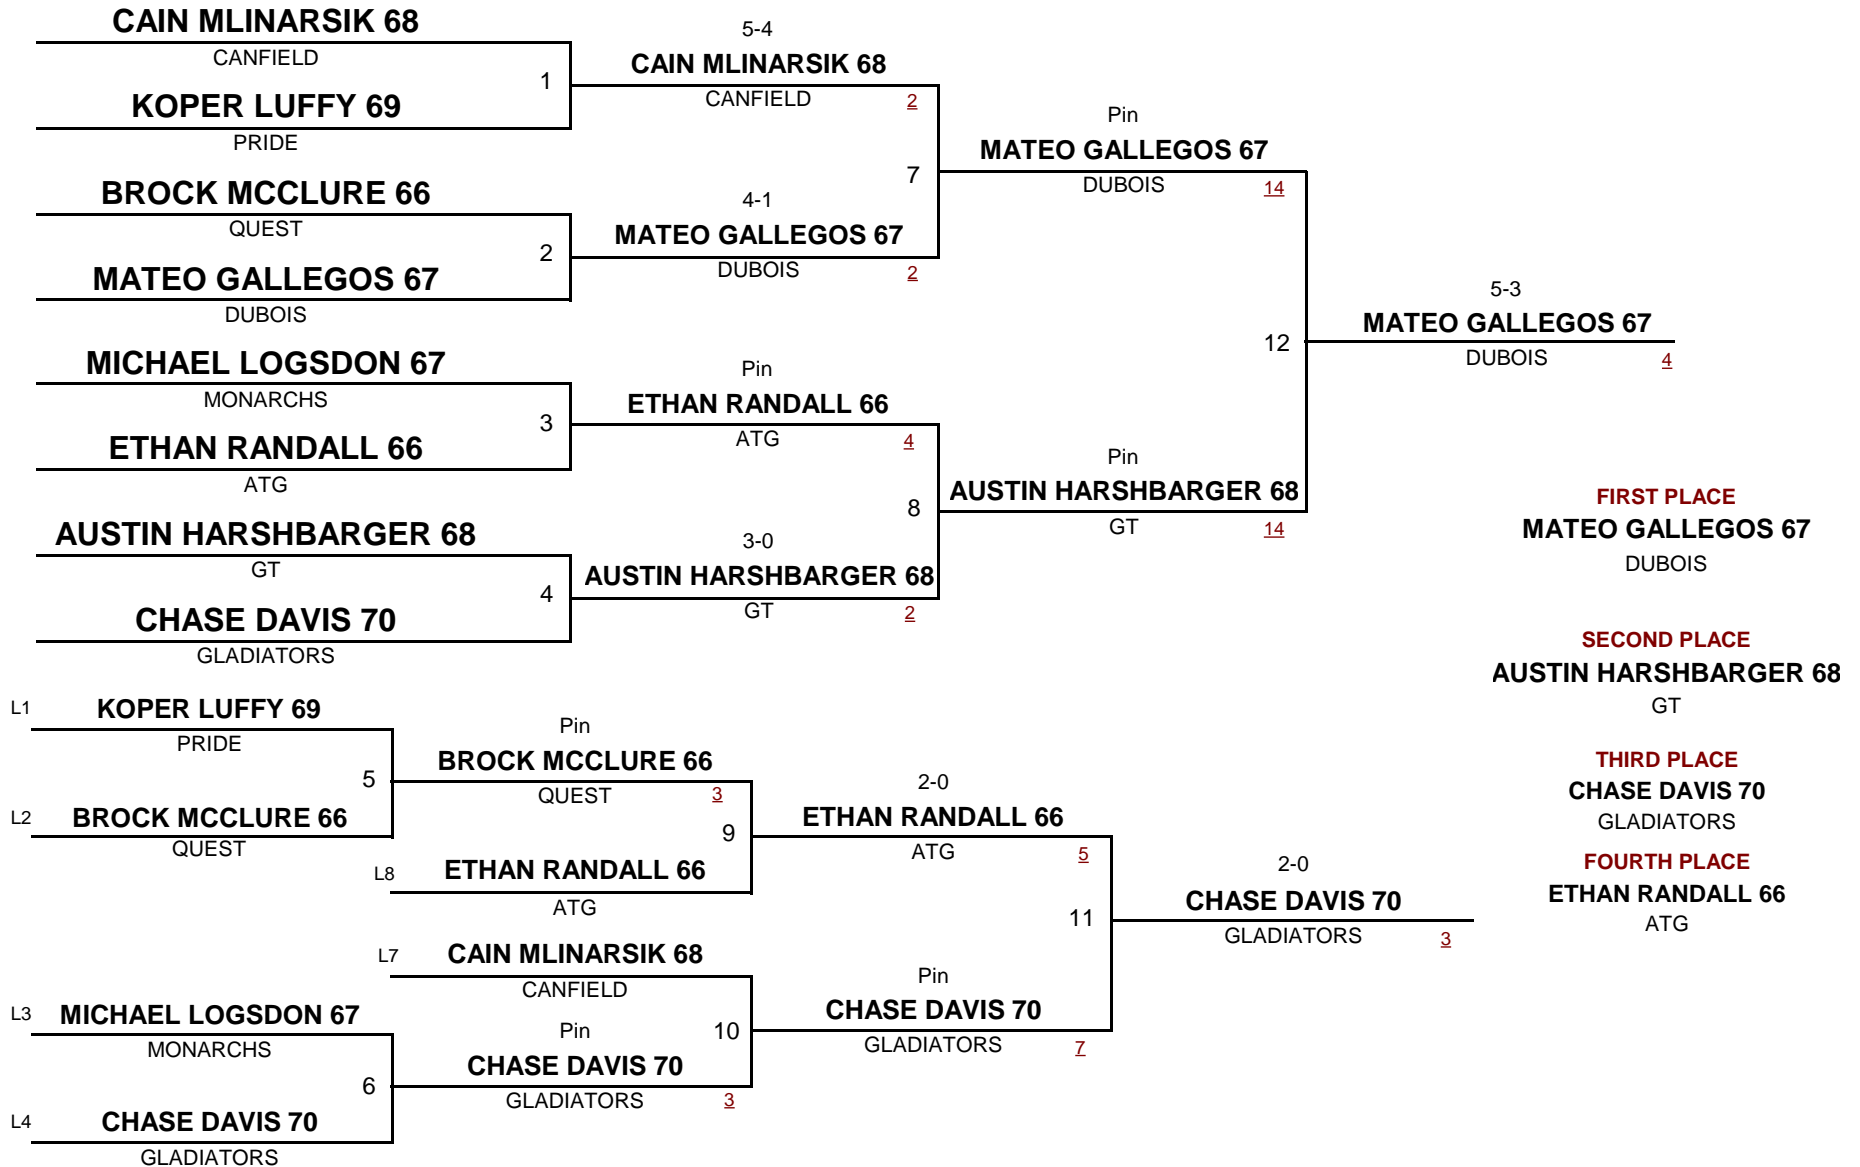 CAIN MLINARSIK 68
CANFIELD
1
KOPER LUFFY 69
PRIDE
BROCK MCCLURE 66
QUEST
2
MATEO GALLEGOS 67
DUBOIS
MICHAEL LOGSDON 67
MONARCHS
3
ETHAN RANDALL 66
ATG
AUSTIN HARSHBARGER 68
GT
4
CHASE DAVIS 70
GLADIATORS
5-4
CAIN MLINARSIK 68
CANFIELD 2
7
4-1
MATEO GALLEGOS 67
DUBOIS 2
Pin
ETHAN RANDALL 66
ATG 4
8
3-0
AUSTIN HARSHBARGER 68
GT 2
Pin
MATEO GALLEGOS 67
DUBOIS 14
12
Pin
AUSTIN HARSHBARGER 68
GT 14
5-3
MATEO GALLEGOS 67
DUBOIS 4
FIRST PLACE
MATEO GALLEGOS 67
DUBOIS
SECOND PLACE
AUSTIN HARSHBARGER 68
GT
THIRD PLACE
CHASE DAVIS 70
GLADIATORS
FOURTH PLACE
ETHAN RANDALL 66
ATG
L1 KOPER LUFFY 69
PRIDE
5
L2 BROCK MCCLURE 66
QUEST
Pin
BROCK MCCLURE 66
QUEST 3
9
L8 ETHAN RANDALL 66
ATG
2-0
ETHAN RANDALL 66
ATG 5
L7 CAIN MLINARSIK 68
CANFIELD
10
L3 MICHAEL LOGSDON 67
MONARCHS
6
L4 CHASE DAVIS 70
GLADIATORS
Pin
CHASE DAVIS 70
GLADIATORS 3
Pin
CHASE DAVIS 70
GLADIATORS 7
11
2-0
CHASE DAVIS 70
GLADIATORS 3